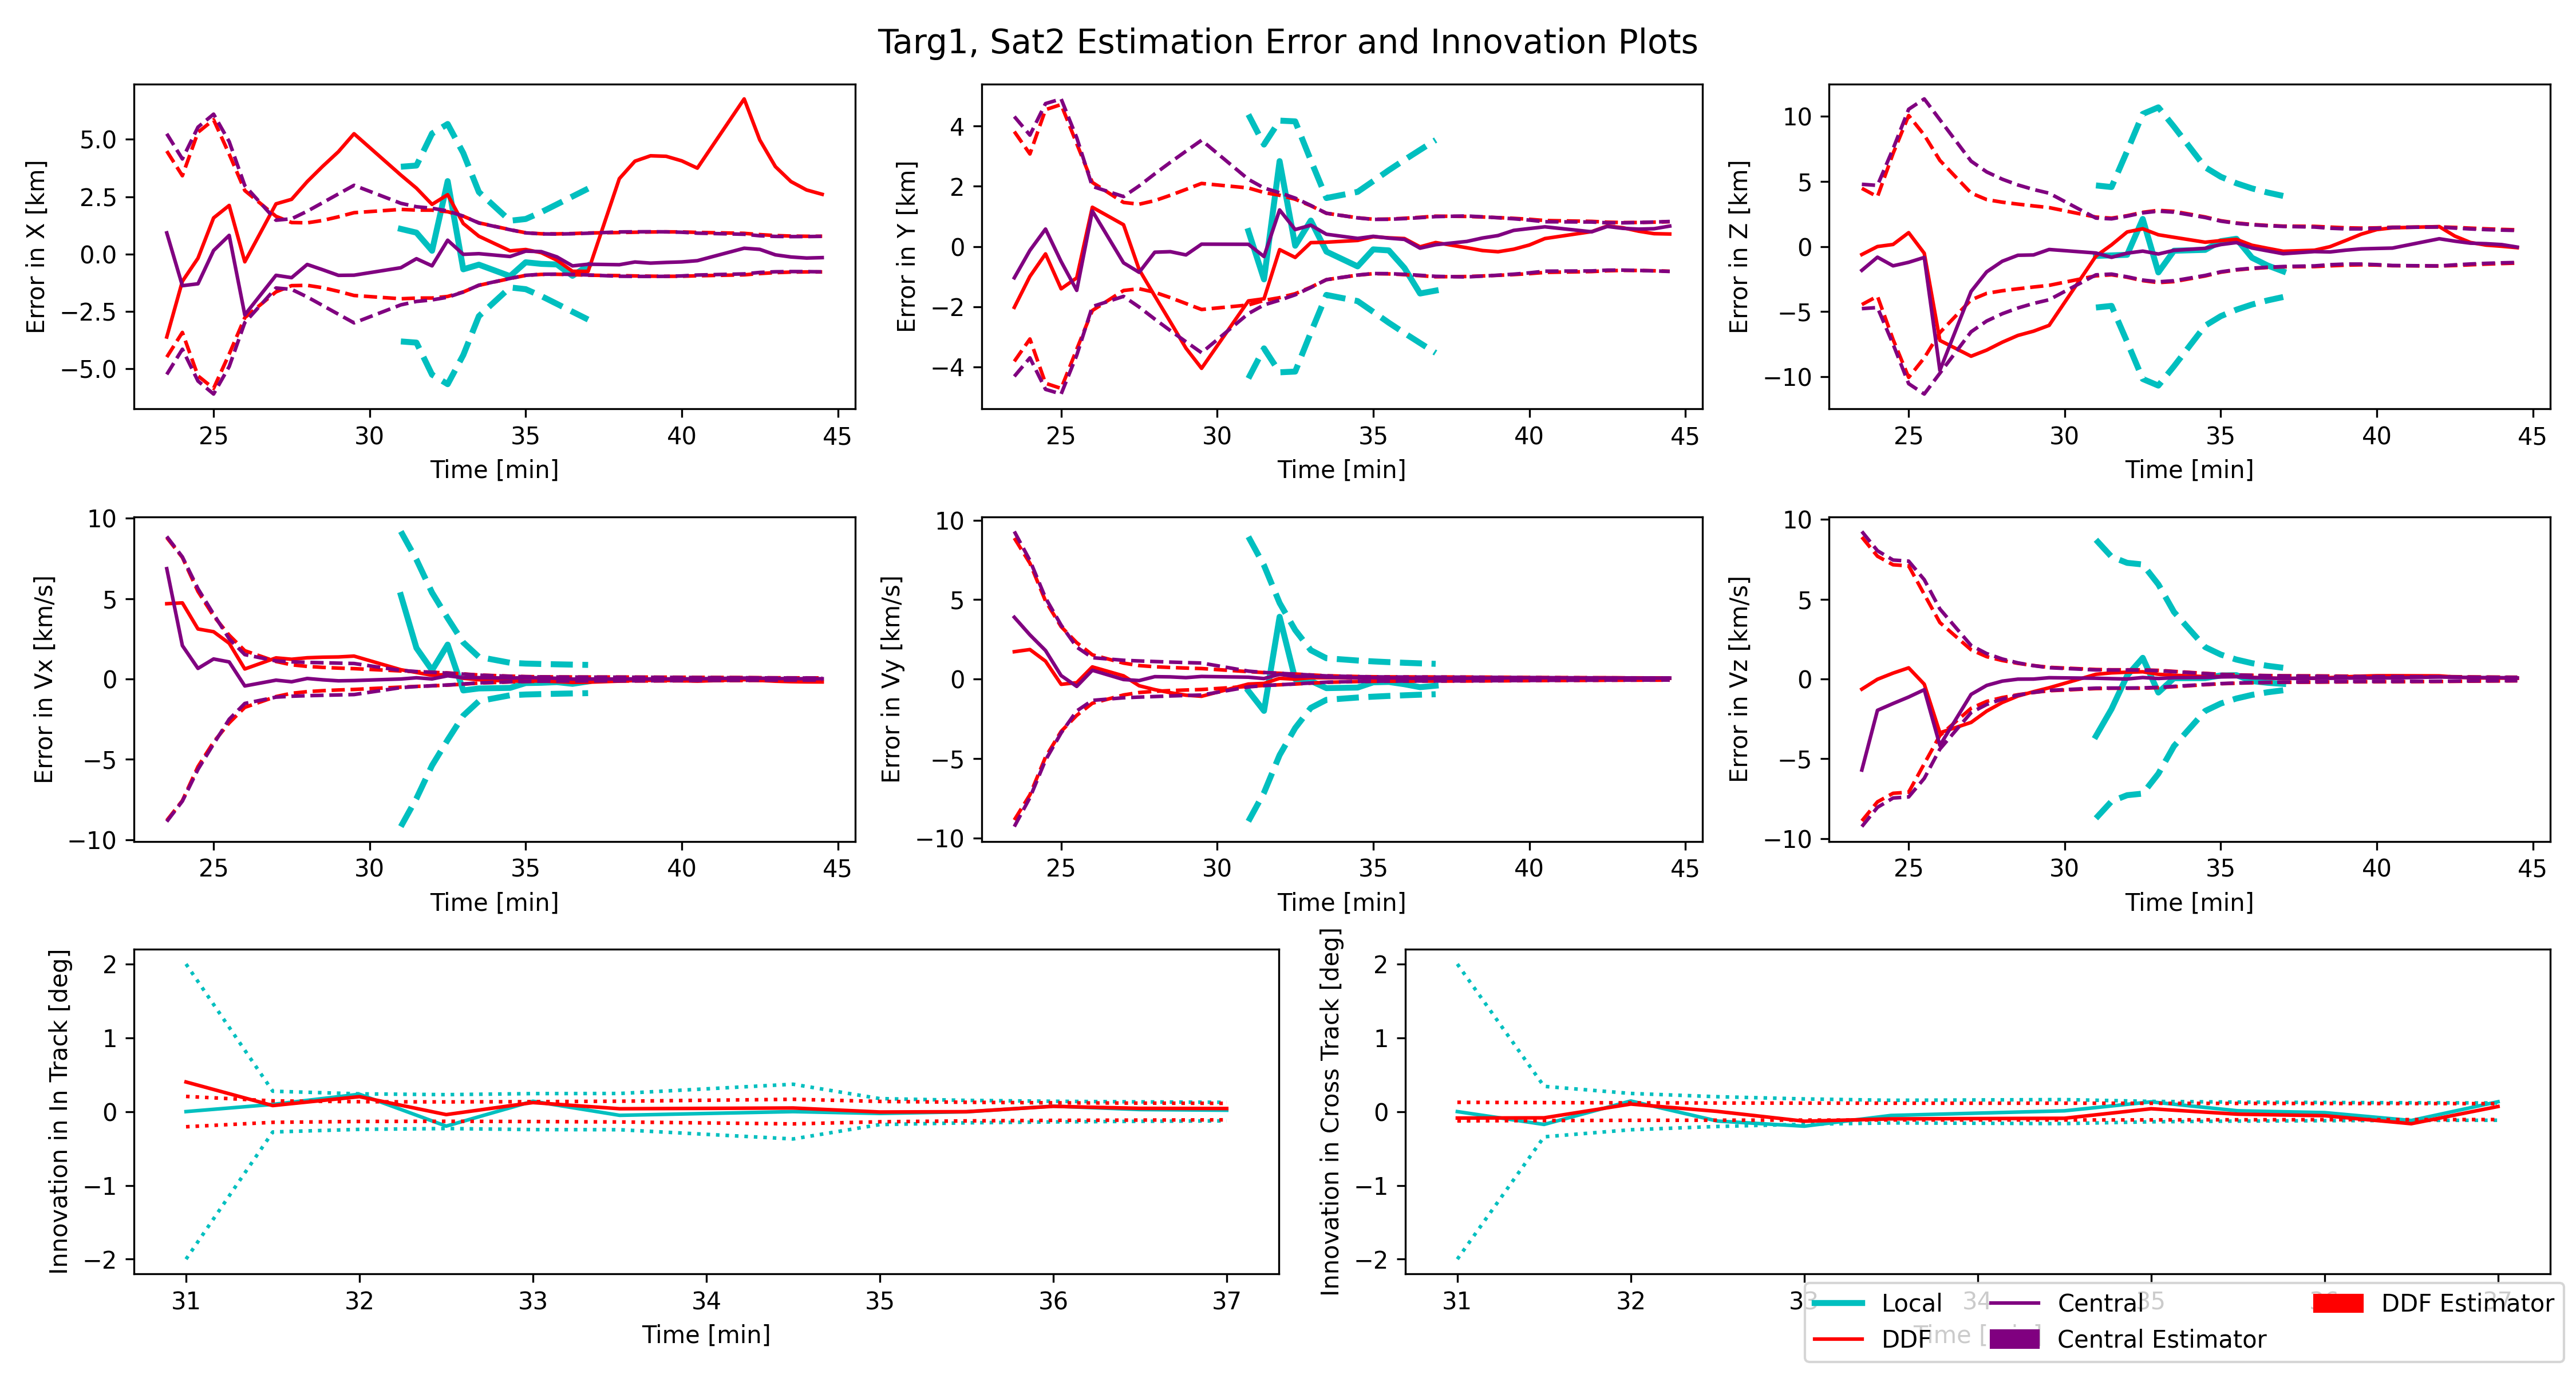 Targ1, Sat2 Estimation Error and Innovation Plots
Error in X [km]
5.0
2.5
0.0
−2.5
−5.0
25 30 35 40 45
Time [min]
Error in Y [km]
4
2
0
−2
−4
25 30 35 40 45
Time [min]
Error in Z [km]
10
5
0
−5
−10
25 30 35 40 45
Time [min]
Error in Vx [km/s]
10
5
0
−5
−10
25 30 35 40 45
Time [min]
Error in Vy [km/s]
10
5
0
−5
−10
25 30 35 40 45
Time [min]
Error in Vz [km/s]
10
5
0
−5
−10
25 30 35 40 45
Time [min]
Innovation in In Track [deg]
2
1
0
−1
−2
31 32 33 34 35 36 37
Time [min]
Innovation in Cross Track [deg]
2
1
0
−1
−2
31 32 33 34 35 36 37
Time [min]
Local
DDF
Central
Central Estimator
DDF Estimator